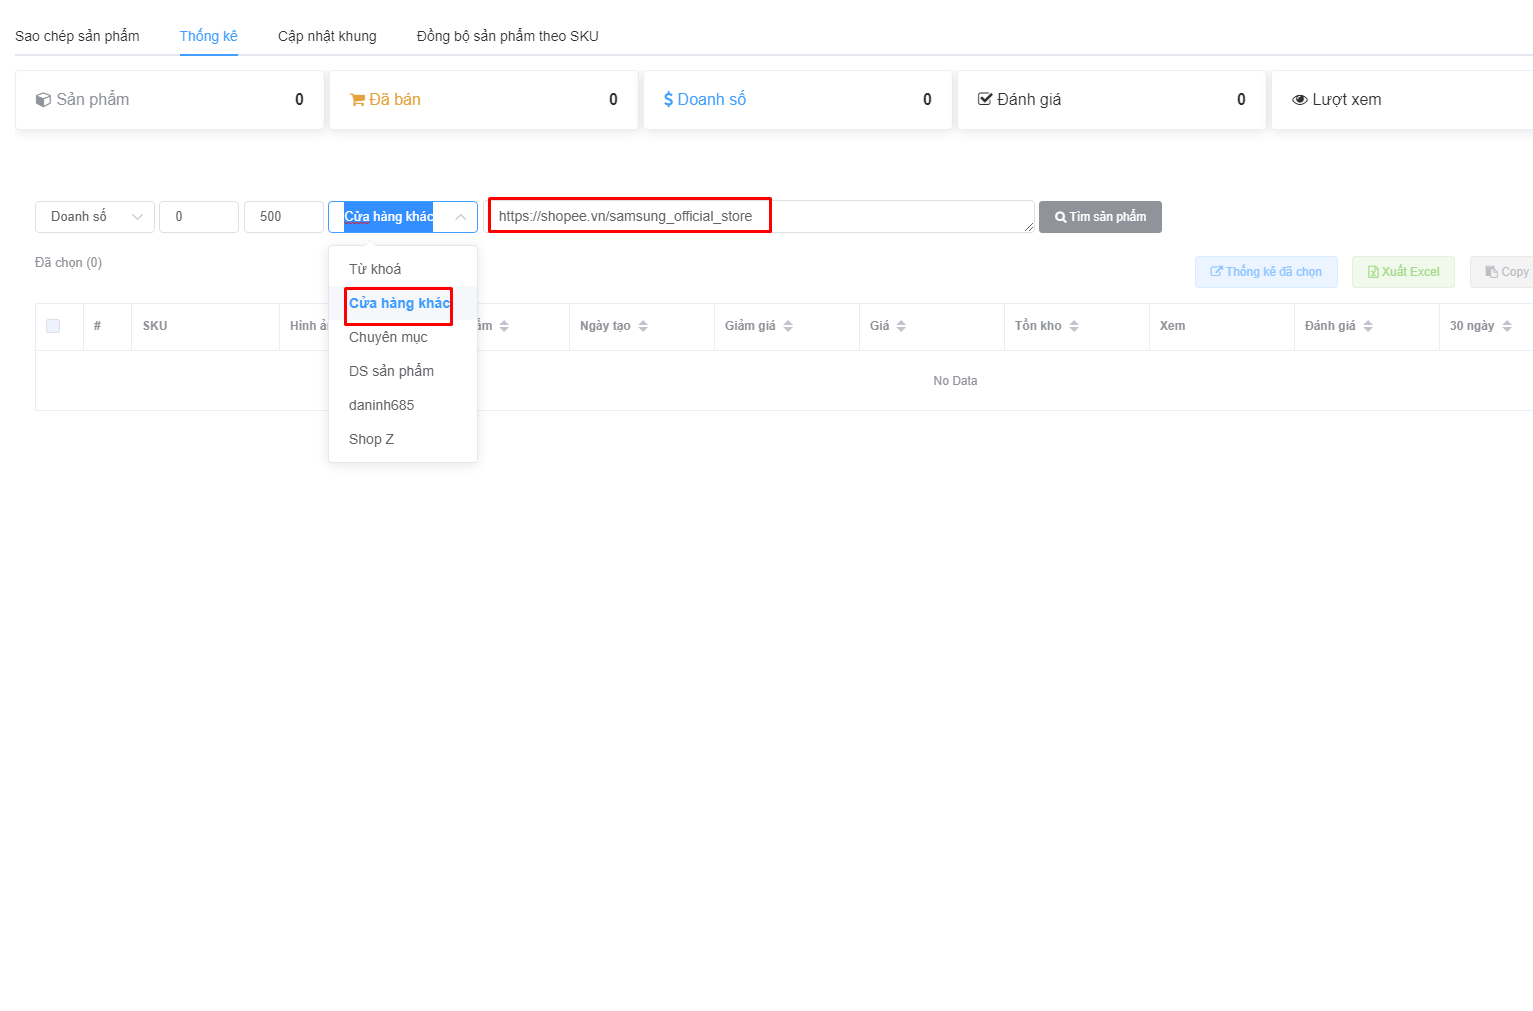 Sao chép sản phẩm Thống kê Cập nhật khung Đồng bộ sản phẩm theo SKU
Sản phẩm 0 Đã bán 0 Doanh số 0 Đánh giá 0 Lượt xem
Doanh số 0 500 Cửa hàng khác https://shopee.vn/samsung_official_store Tìm sản phẩm
Đã chọn (0) Thống kê đã chọn Xuất Excel Copy
Từ khoá
Cửa hàng khác
Chuyên mục
DS sản phẩm
daninh685
Shop Z
# SKU Hình Ngày tạo Giảm giá Giá Tồn kho Xem Đánh giá 30 ngày
No Data